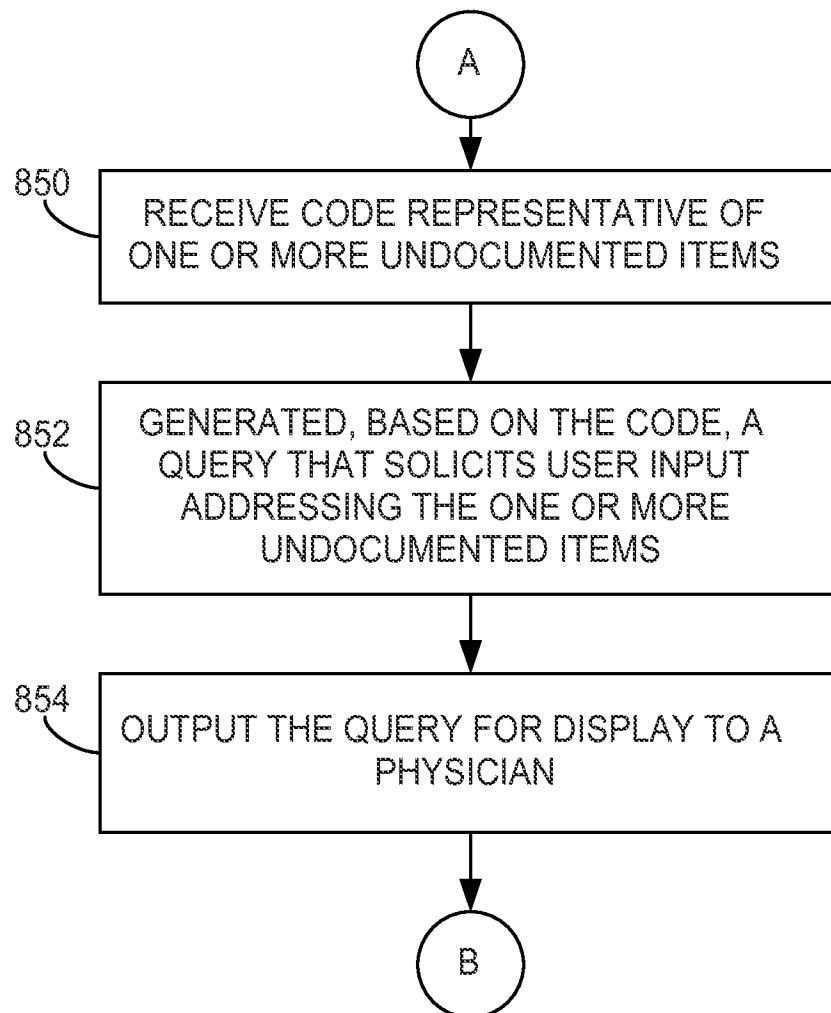 A
850
RECEIVE CODE REPRESENTATIVE OF
ONE OR MORE UNDOCUMENTED ITEMS
852
GENERATED, BASED ON THE CODE, A
QUERY THAT SOLICITS USER INPUT
ADDRESSING THE ONE OR MORE
UNDOCUMENTED ITEMS
854
OUTPUT THE QUERY FOR DISPLAY TO A
PHYSICIAN
B